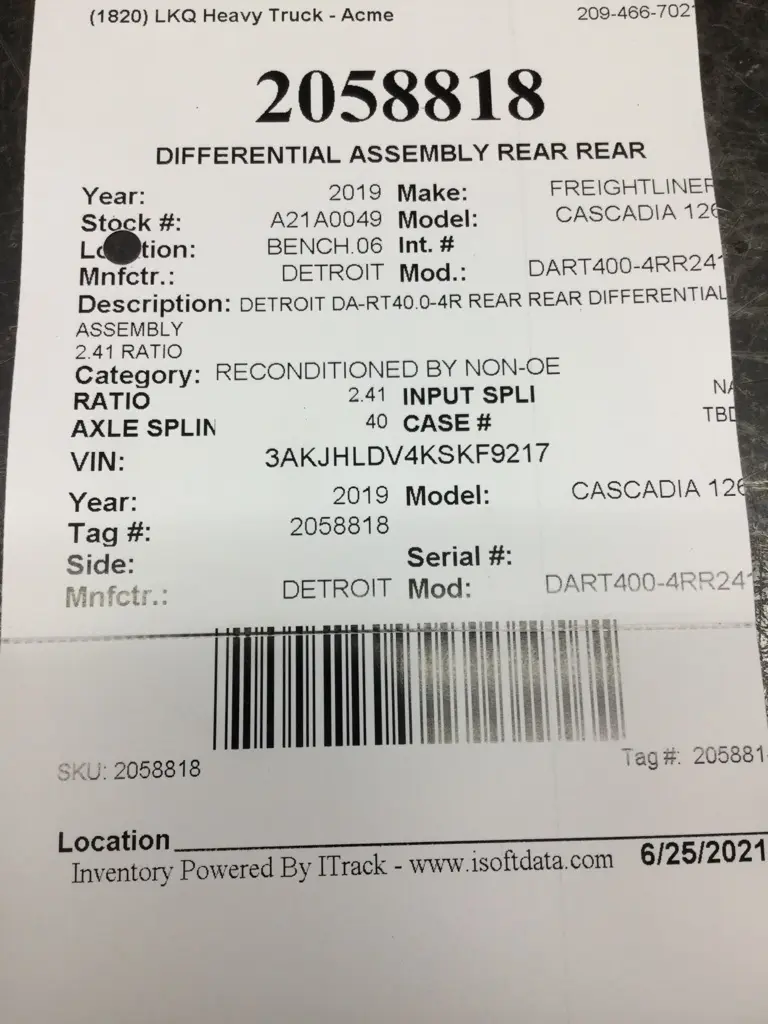 (1820) LKQ Heavy Truck - Acme 209-466-702
2058818
DIFFERENTIAL ASSEMBLY REAR REAR
Year: 2019 Make: FREIGHTLINER
Stock #: A21A0049 Model: CASCADIA 126
BENCH.06 Int. #
Mnfctr.: DETROIT Mod.: DART400-4RR241
Description: DETROIT DA-RT40.0-4R REAR REAR DIFFERENTIAL
ASSEMBLY
2.41 RATIO
Category: RECONDITIONED BY NON-OE
RATIO 2.41 INPUT SPLI NA
AXLE SPLIN 40 CASE # TBD
VIN: 3AKJHLDV4KSKF9217
Year: 2019 Model: CASCADIA 126
Tag #: 2058818
Side: Serial #:
Mnfctr.: DETROIT Mod: DART400-4RR241
SKU: 2058818 Tag #: 205881
Location
Inventory Powered By ITrack - www.isoftdata.com 6/25/2021